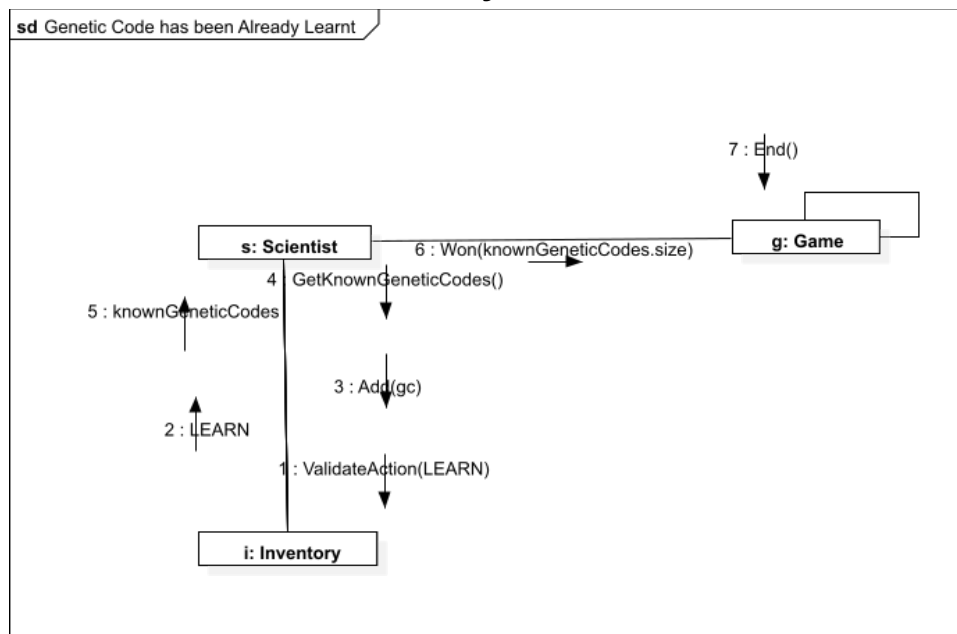 sd Genetic Code has been Already Learnt
7 : End()
s: Scientist
g: Game
6 : Won(knownGeneticCodes.size)
4 : GetKnownGeneticCodes()
5 : knownGeneticCodes
3 : Add(gc)
2 : LEARN
1 : ValidateAction(LEARN)
i: Inventory